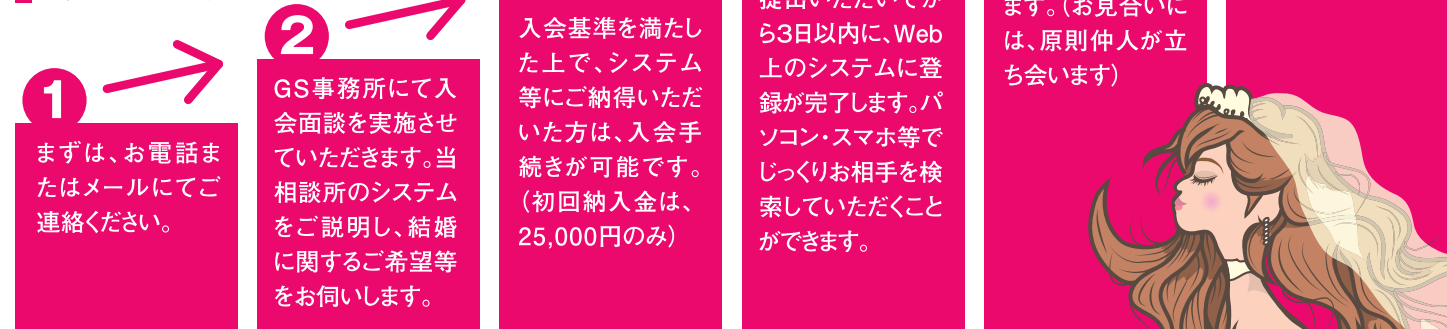 1
まずは、お電話ま
たはメールにてご
連絡ください。
2
GS事務所にて入
会面談を実施させ
ていただきます。当
相談所のシステム
をご説明し、結婚
に関するご希望等
をお伺いします。
入会基準を満たし
た上で、システム
等にご納得いただ
いた方は、入会手
続きが可能です。
（初回納入金は、
25,000円のみ）
提出いただいてか
ら3日以内に、Web
上のシステムに登
録が完了します。パ
ソコン・スマホ等で
じっくりお相手を検
索していただくこと
ができます。
ます。（お見合いに
は、原則仲人が立
ち会います）